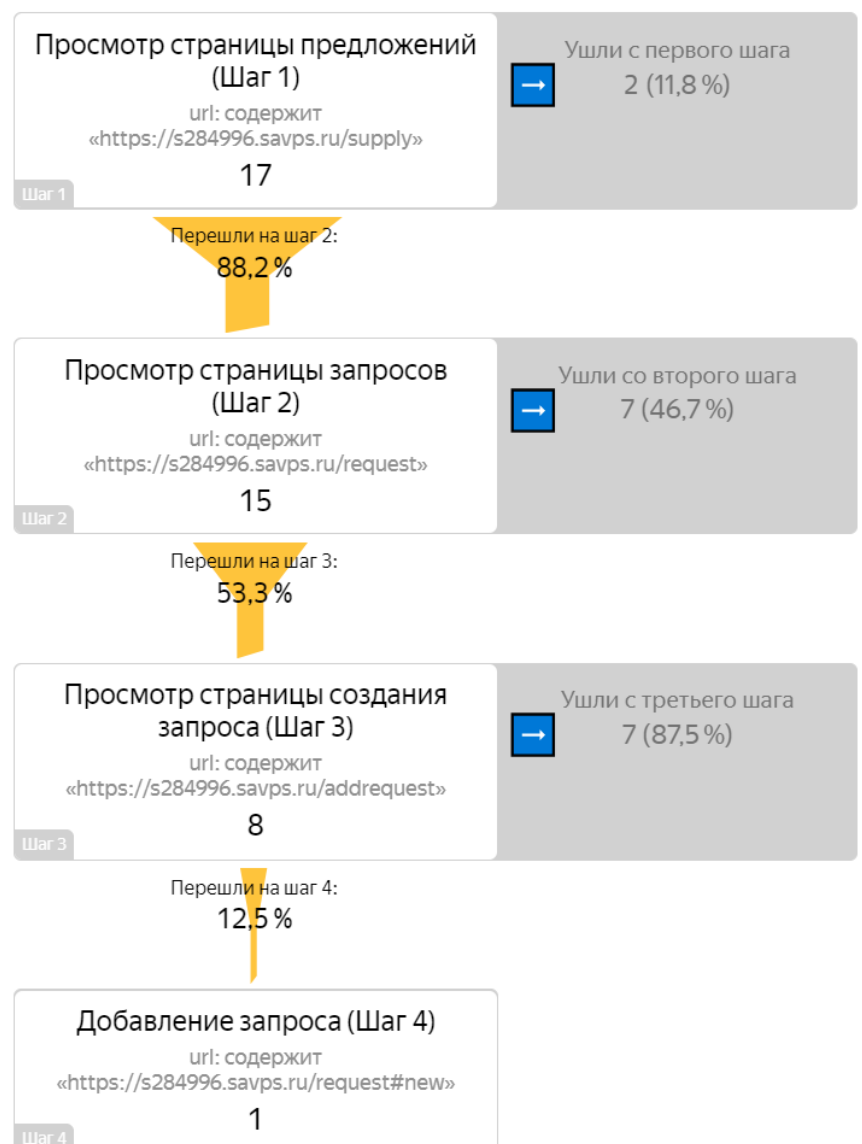 Просмотр страницы предложений
(Шаг 1)
url: содержит
«https://s284996.savps.ru/supply»
17
Шаг 1
Ушли с первого шага
→
2 (11,8 %)
Перешли на шаг 2:
88,2 %
Просмотр страницы запросов
(Шаг 2)
url: содержит
«https://s284996.savps.ru/request»
15
Шаг 2
Ушли со второго шага
→
7 (46,7 %)
Перешли на шаг 3:
53,3 %
Просмотр страницы создания
запроса (Шаг 3)
url: содержит
«https://s284996.savps.ru/addrequest»
8
Шаг 3
Ушли с третьего шага
→
7 (87,5 %)
Перешли на шаг 4:
12,5 %
Добавление запроса (Шаг 4)
url: содержит
«https://s284996.savps.ru/request#new»
1
Шаг 4